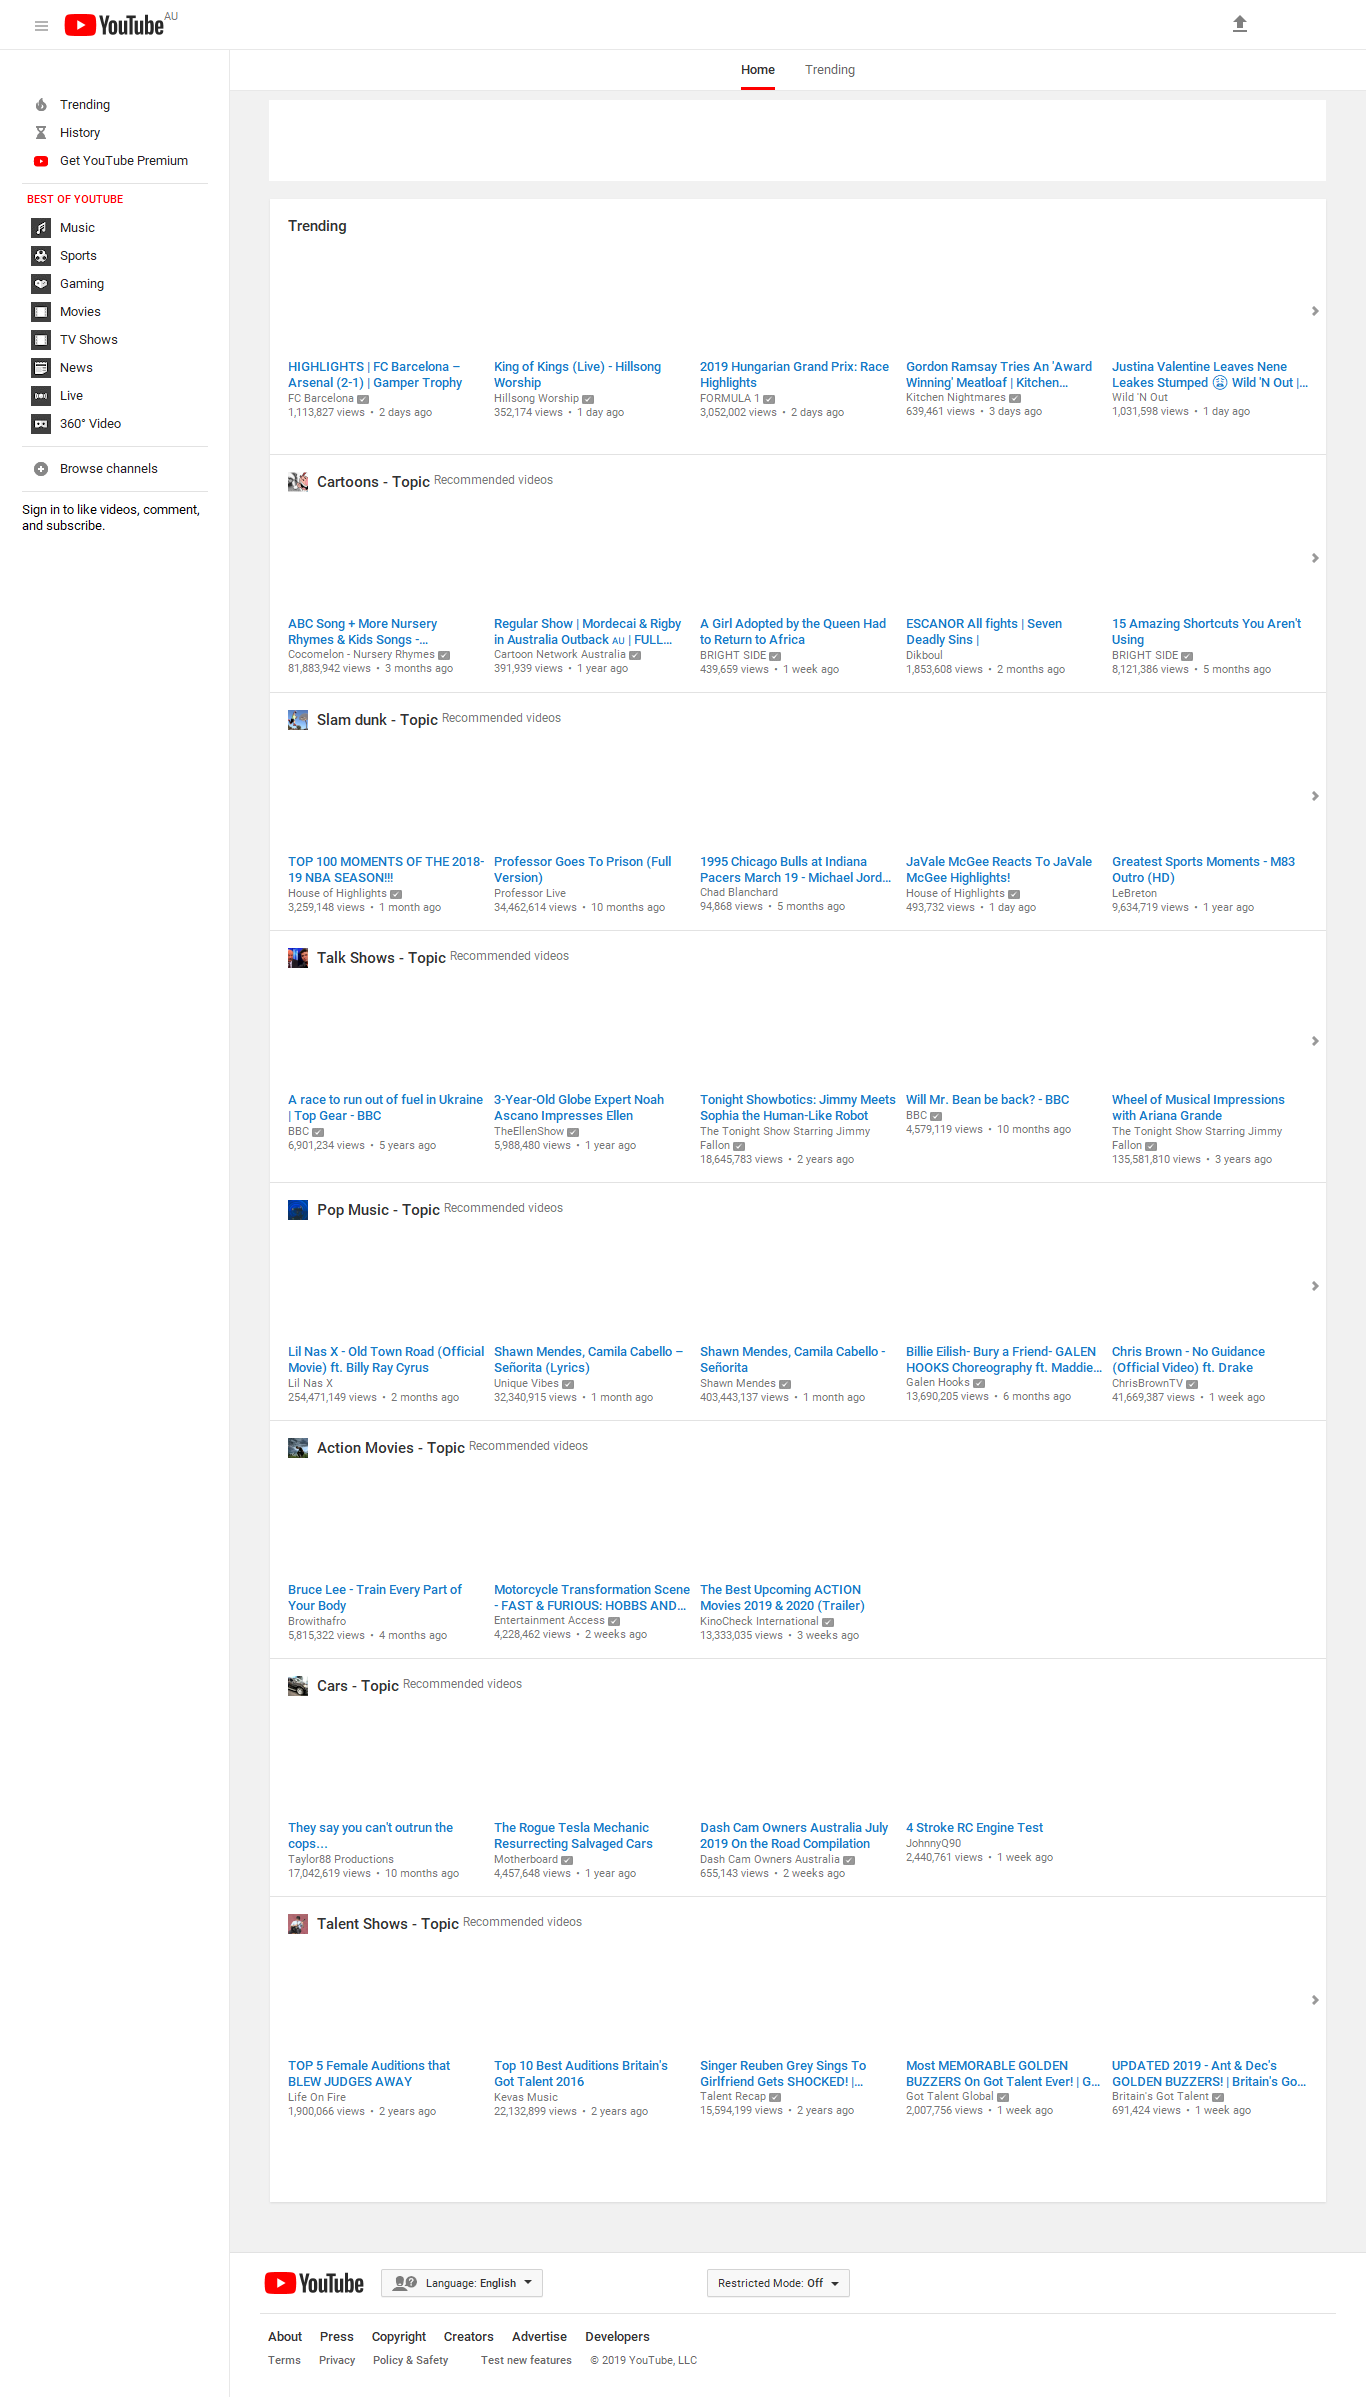 YouTube AU
Home Trending
Trending
History
Get YouTube Premium
BEST OF YOUTUBE
Music
Sports
Gaming
Movies
TV Shows
News
Live
360° Video
Browse channels
Sign in to like videos, comment,
and subscribe.
Trending
HIGHLIGHTS | FC Barcelona –
Arsenal (2-1) | Gamper Trophy
FC Barcelona
1,113,827 views • 2 days ago
King of Kings (Live) - Hillsong
Worship
Hillsong Worship
352,174 views • 1 day ago
2019 Hungarian Grand Prix: Race
Highlights
FORMULA 1
3,052,002 views • 2 days ago
Gordon Ramsay Tries An 'Award
Winning' Meatloaf | Kitchen...
Kitchen Nightmares
639,461 views • 3 days ago
Justina Valentine Leaves Nene
Leakes Stumped 😩 Wild 'N Out |...
Wild 'N Out
1,031,598 views • 1 day ago
Cartoons - Topic Recommended videos
ABC Song + More Nursery
Rhymes & Kids Songs -...
Cocomelon - Nursery Rhymes
81,883,942 views • 3 months ago
Regular Show | Mordecai & Rigby
in Australia Outback AU | FULL...
Cartoon Network Australia
391,939 views • 1 year ago
A Girl Adopted by the Queen Had
to Return to Africa
BRIGHT SIDE
439,659 views • 1 week ago
ESCANOR All fights | Seven
Deadly Sins |
Dikboul
1,853,608 views • 2 months ago
15 Amazing Shortcuts You Aren't
Using
BRIGHT SIDE
8,121,386 views • 5 months ago
Slam dunk - Topic Recommended videos
TOP 100 MOMENTS OF THE 2018-
19 NBA SEASON!!!
House of Highlights
3,259,148 views • 1 month ago
Professor Goes To Prison (Full
Version)
Professor Live
34,462,614 views • 10 months ago
1995 Chicago Bulls at Indiana
Pacers March 19 - Michael Jord...
Chad Blanchard
94,868 views • 5 months ago
JaVale McGee Reacts To JaVale
McGee Highlights!
House of Highlights
493,732 views • 1 day ago
Greatest Sports Moments - M83
Outro (HD)
LeBreton
9,634,719 views • 1 year ago
Talk Shows - Topic Recommended videos
A race to run out of fuel in Ukraine
| Top Gear - BBC
BBC
6,901,234 views • 5 years ago
3-Year-Old Globe Expert Noah
Ascano Impresses Ellen
TheEllenShow
5,988,480 views • 1 year ago
Tonight Showbotics: Jimmy Meets
Sophia the Human-Like Robot
The Tonight Show Starring Jimmy
Fallon
18,645,783 views • 2 years ago
Will Mr. Bean be back? - BBC
BBC
4,579,119 views • 10 months ago
Wheel of Musical Impressions
with Ariana Grande
The Tonight Show Starring Jimmy
Fallon
135,581,810 views • 3 years ago
Pop Music - Topic Recommended videos
Lil Nas X - Old Town Road (Official
Movie) ft. Billy Ray Cyrus
Lil Nas X
254,471,149 views • 2 months ago
Shawn Mendes, Camila Cabello –
Señorita (Lyrics)
Unique Vibes
32,340,915 views • 1 month ago
Shawn Mendes, Camila Cabello -
Señorita
Shawn Mendes
403,443,137 views • 1 month ago
Billie Eilish- Bury a Friend- GALEN
HOOKS Choreography ft. Maddie...
Galen Hooks
13,690,205 views • 6 months ago
Chris Brown - No Guidance
(Official Video) ft. Drake
ChrisBrownTV
41,669,387 views • 1 week ago
Action Movies - Topic Recommended videos
Bruce Lee - Train Every Part of
Your Body
Browithafro
5,815,322 views • 4 months ago
Motorcycle Transformation Scene
- FAST & FURIOUS: HOBBS AND...
Entertainment Access
4,228,462 views • 2 weeks ago
The Best Upcoming ACTION
Movies 2019 & 2020 (Trailer)
KinoCheck International
13,333,035 views • 3 weeks ago
Cars - Topic Recommended videos
They say you can't outrun the
cops...
Taylor88 Productions
17,042,619 views • 10 months ago
The Rogue Tesla Mechanic
Resurrecting Salvaged Cars
Motherboard
4,457,648 views • 1 year ago
Dash Cam Owners Australia July
2019 On the Road Compilation
Dash Cam Owners Australia
655,143 views • 2 weeks ago
4 Stroke RC Engine Test
JohnnyQ90
2,440,761 views • 1 week ago
Talent Shows - Topic Recommended videos
TOP 5 Female Auditions that
BLEW JUDGES AWAY
Life On Fire
1,900,066 views • 2 years ago
Top 10 Best Auditions Britain's
Got Talent 2016
Kevas Music
22,132,899 views • 2 years ago
Singer Reuben Grey Sings To
Girlfriend Gets SHOCKED! |...
Talent Recap
15,594,199 views • 2 years ago
Most MEMORABLE GOLDEN
BUZZERS On Got Talent Ever! | G...
Got Talent Global
2,007,756 views • 1 week ago
UPDATED 2019 - Ant & Dec's
GOLDEN BUZZERS! | Britain's Go...
Britain's Got Talent
691,424 views • 1 week ago
YouTube Language: English Restricted Mode: Off
About Press Copyright Creators Advertise Developers
Terms Privacy Policy & Safety Test new features © 2019 YouTube, LLC